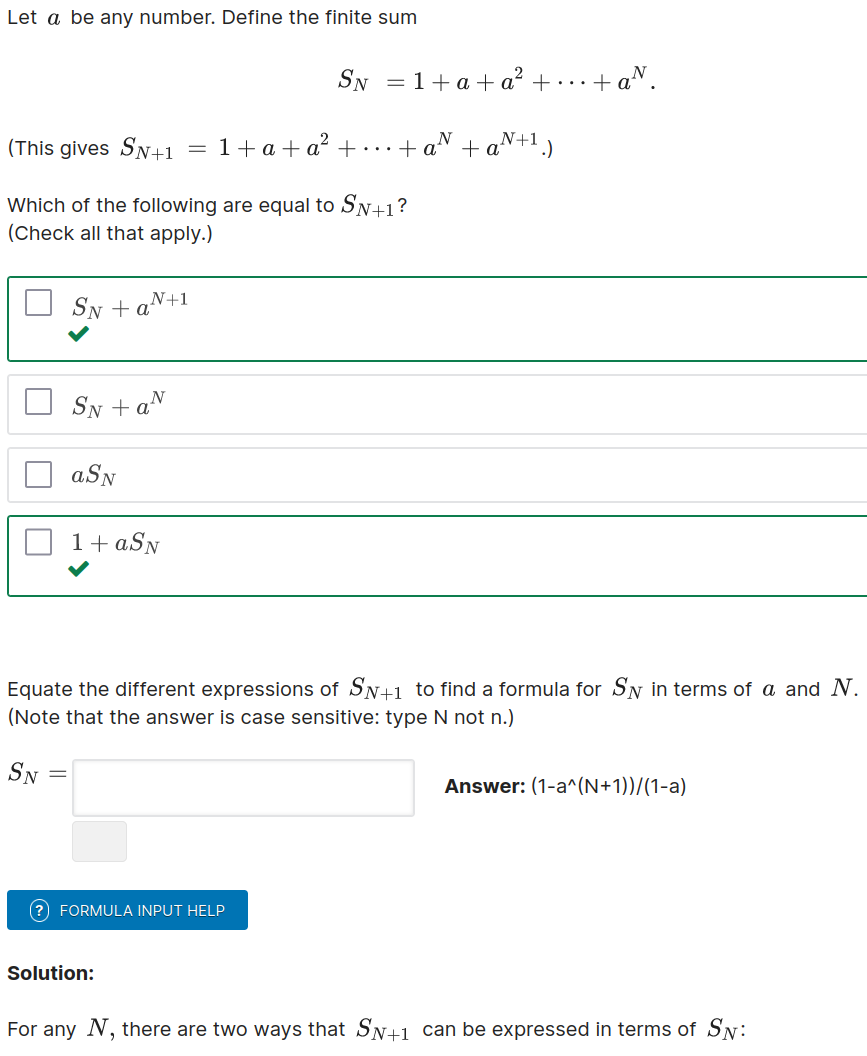 Let a be any number. Define the finite sum
S_N = 1 + a + a² + ··· + a^N.
(This gives S_{N+1} = 1 + a + a² + ··· + a^N + a^{N+1}.)
Which of the following are equal to S_{N+1}?
(Check all that apply.)
S_N + a^{N+1}
S_N + a^N
aS_N
1 + aS_N
Equate the different expressions of S_{N+1} to find a formula for S_N in terms of a and N.
(Note that the answer is case sensitive: type N not n.)
S_N = Answer: (1-a^(N+1))/(1-a)
? FORMULA INPUT HELP
Solution:
For any N, there are two ways that S_{N+1} can be expressed in terms of S_N: